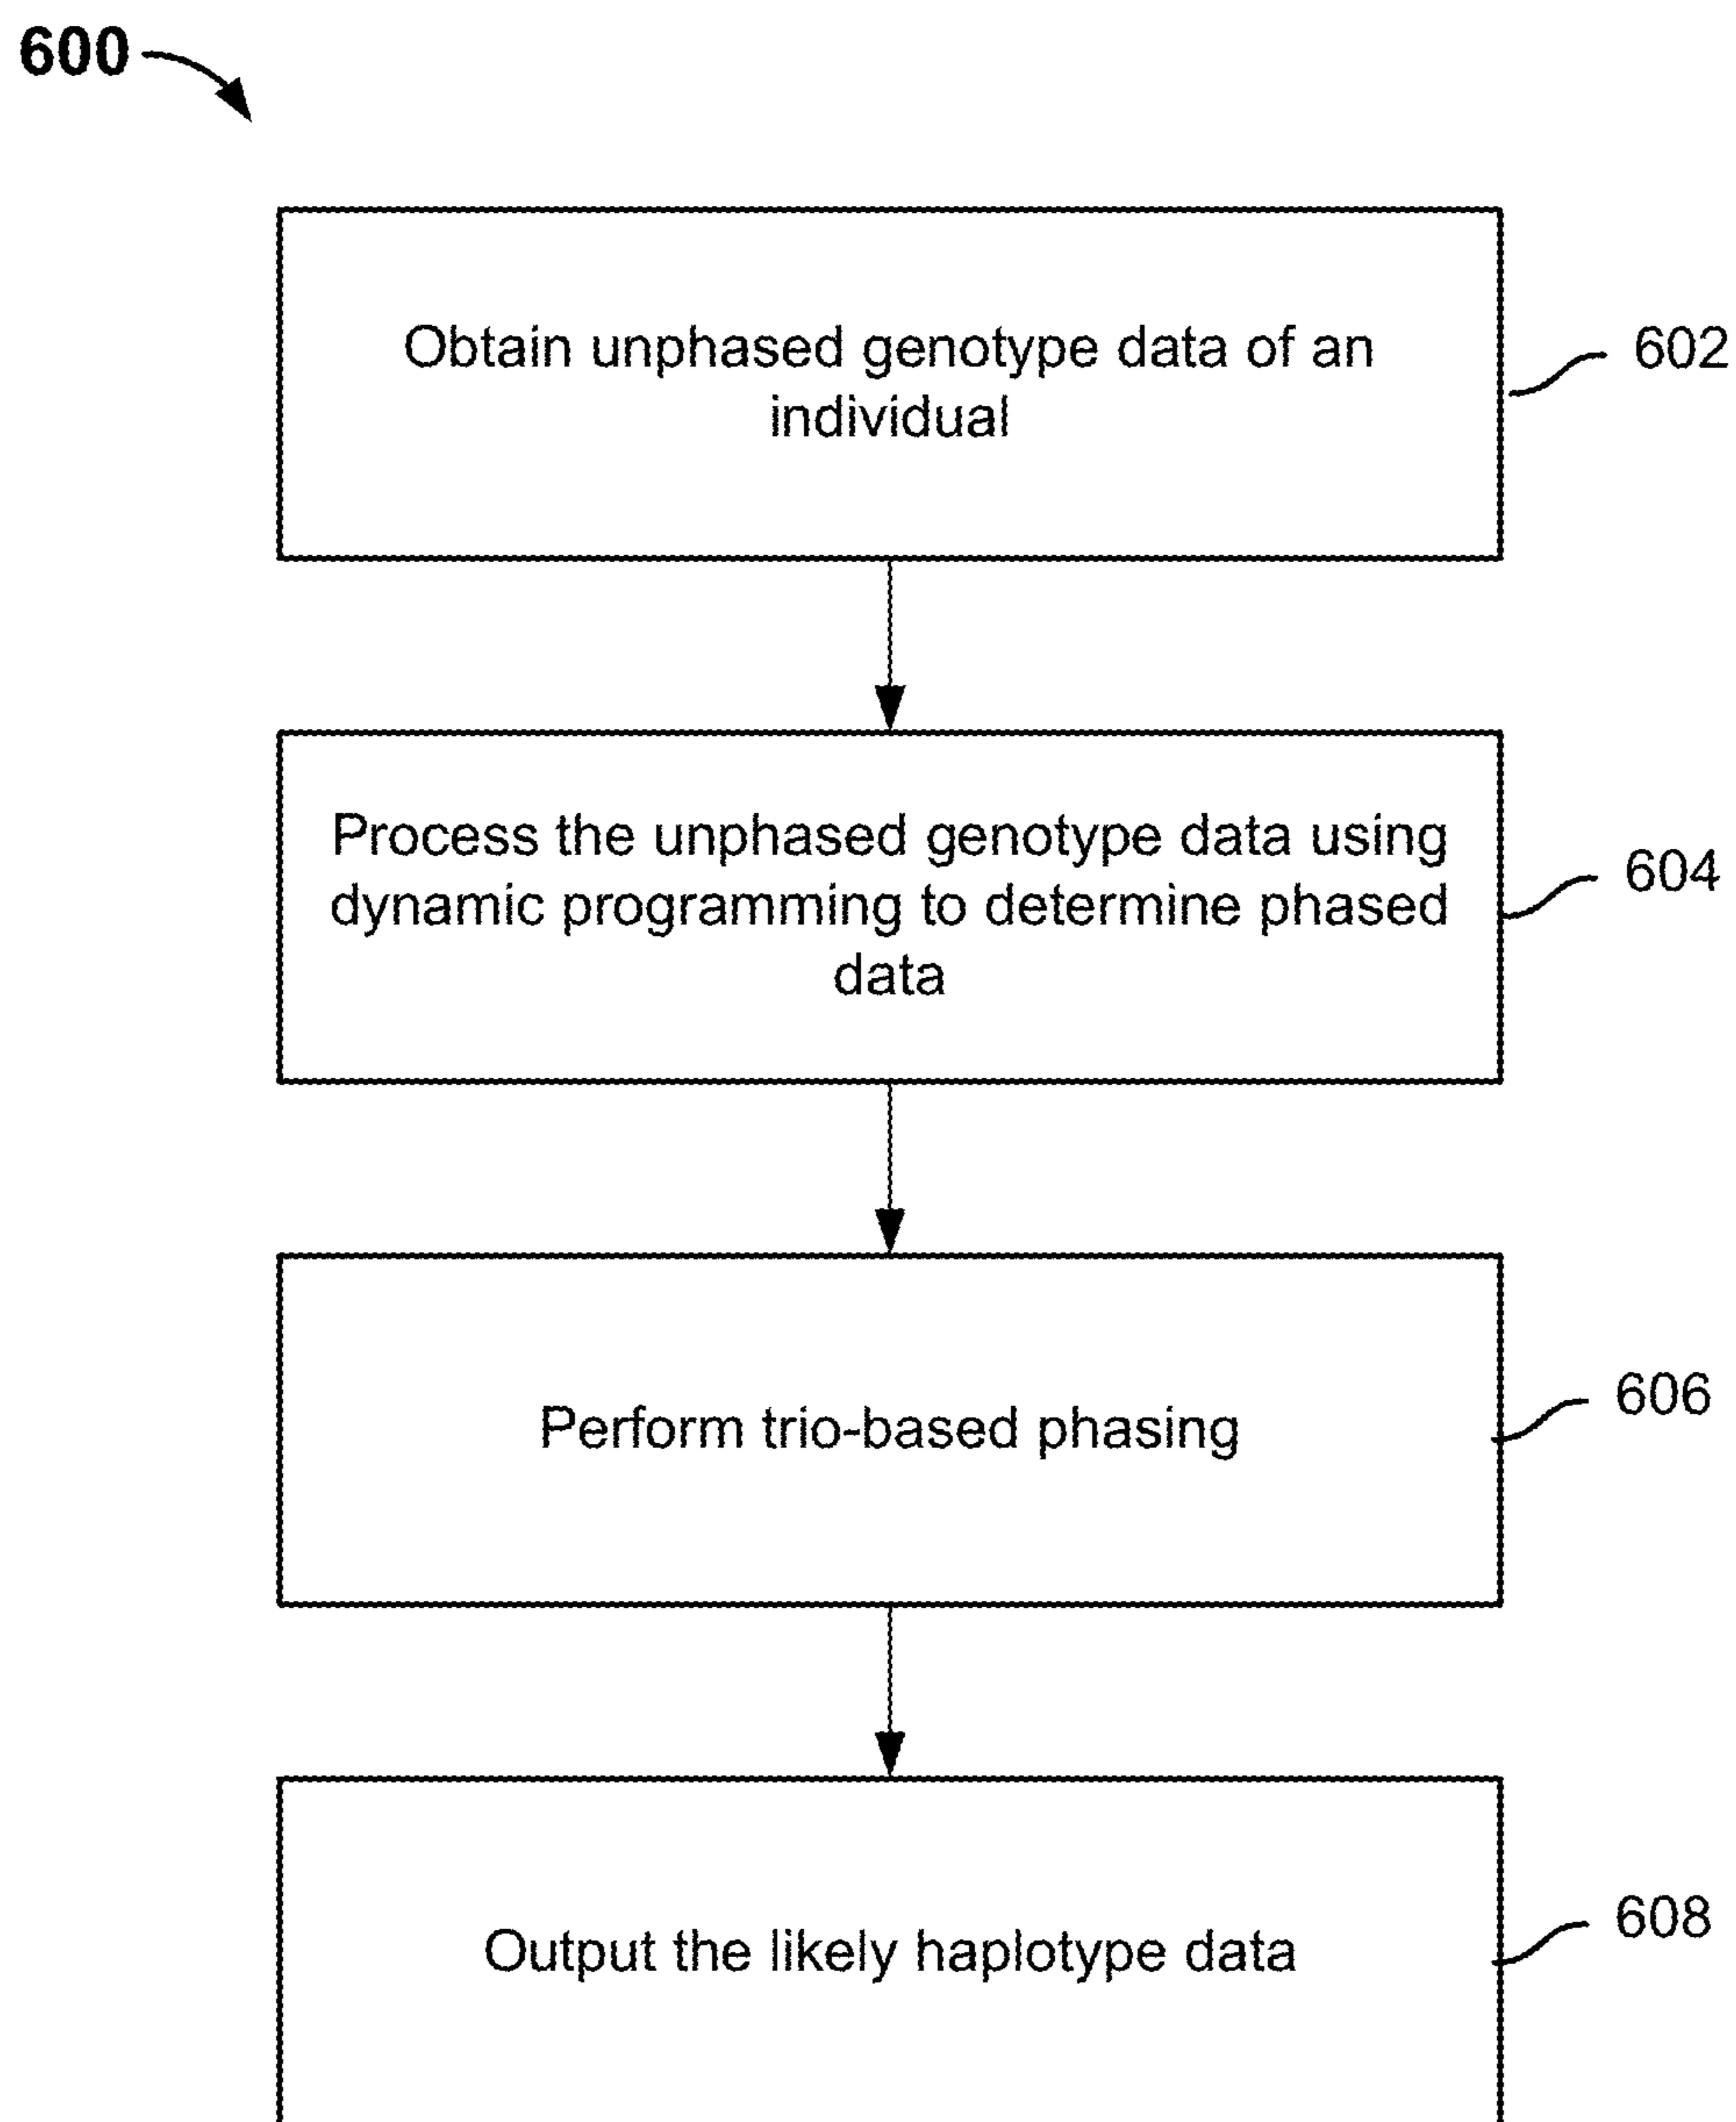 600
Obtain unphased genotype data of an
individual
602
Process the unphased genotype data using
dynamic programming to determine phased
data
604
Perform trio-based phasing
606
Output the likely haplotype data
608